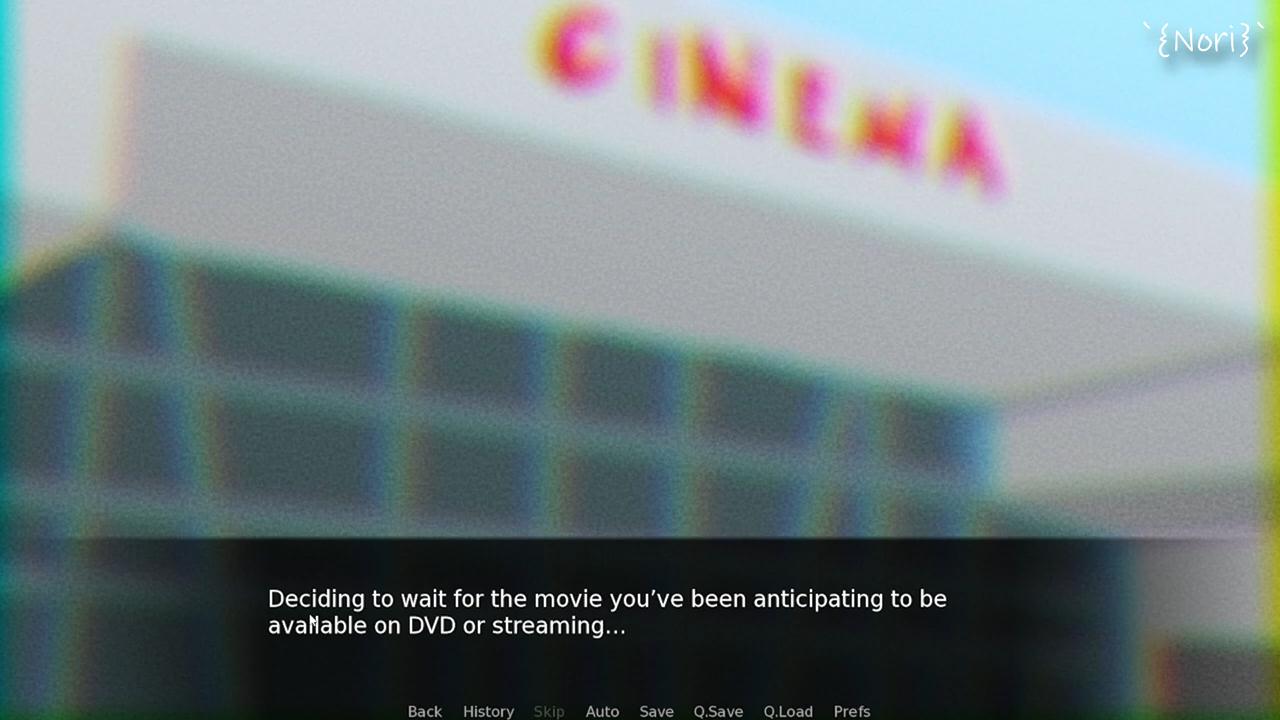 CINEMA
`{Nori}`
Deciding to wait for the movie you’ve been anticipating to be
available on DVD or streaming…
Back History Skip Auto Save Q.Save Q.Load Prefs